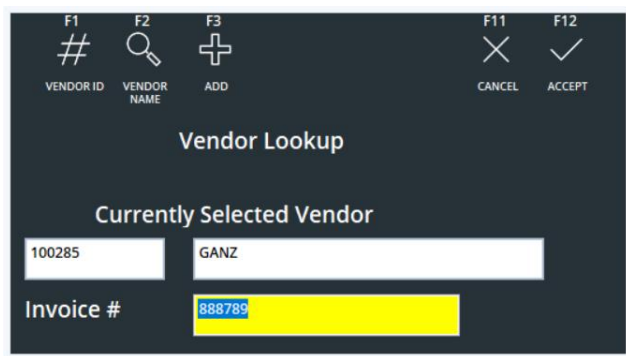 F1 F2 F3 F11 F12
VENDOR ID VENDOR NAME ADD CANCEL ACCEPT
Vendor Lookup
Currently Selected Vendor
100285 GANZ
Invoice # 888789